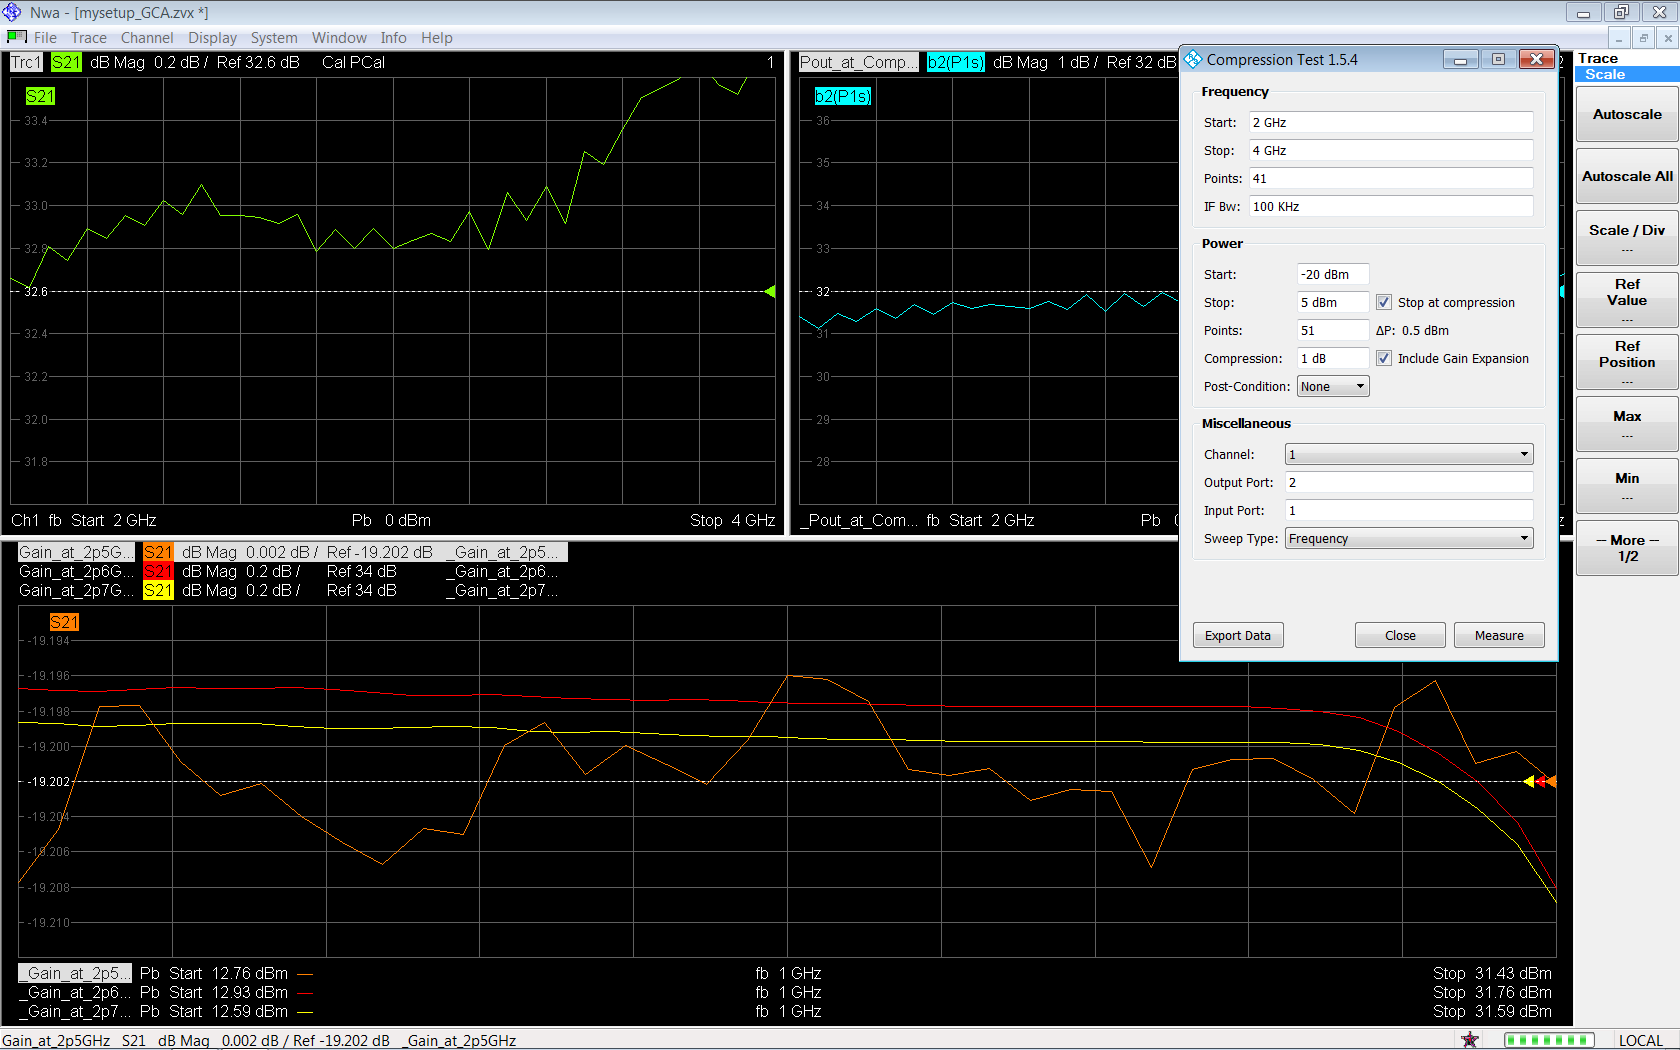 Nwa - [mysetup_GCA.zvx *]
File Trace Channel Display System Window Info Help
Trc1 S21 dB Mag 0.2 dB / Ref 32.6 dB Cal PCal 1
S21
33.4
33.2
33.0
32.8
32.6
32.4
32.2
32.0
31.8
Ch1 fb Start 2 GHz Pb 0 dBm Stop 4 GHz
Pout_at_Comp... b2(P1s) dB Mag 1 dB / Ref 32 dB
b2(P1s)
36
35
34
33
32
31
30
29
28
_Pout_at_Com... fb Start 2 GHz Pb
Compression Test 1.5.4
Frequency
Start: 2 GHz
Stop: 4 GHz
Points: 41
IF Bw: 100 KHz
Power
Start: -20 dBm
Stop: 5 dBm Stop at compression
Points: 51 ΔP: 0.5 dBm
Compression: 1 dB Include Gain Expansion
Post-Condition: None
Miscellaneous
Channel: 1
Output Port: 2
Input Port: 1
Sweep Type: Frequency
Export Data Close Measure
Trace
Scale
Autoscale
Autoscale All
Scale / Div
---
Ref
Value
---
Ref
Position
---
Max
---
Min
---
-- More --
1/2
Gain_at_2p5G... S21 dB Mag 0.002 dB / Ref -19.202 dB _Gain_at_2p5...
Gain_at_2p6G... S21 dB Mag 0.2 dB / Ref 34 dB _Gain_at_2p6...
Gain_at_2p7G... S21 dB Mag 0.2 dB / Ref 34 dB _Gain_at_2p7...
S21
-19.194
-19.196
-19.198
-19.200
-19.202
-19.204
-19.206
-19.208
-19.210
_Gain_at_2p5... Pb Start 12.76 dBm fb 1 GHz Stop 31.43 dBm
_Gain_at_2p6... Pb Start 12.93 dBm fb 1 GHz Stop 31.76 dBm
_Gain_at_2p7... Pb Start 12.59 dBm fb 1 GHz Stop 31.59 dBm
Gain_at_2p5GHz S21 dB Mag 0.002 dB / Ref -19.202 dB _Gain_at_2p5GHz LOCAL